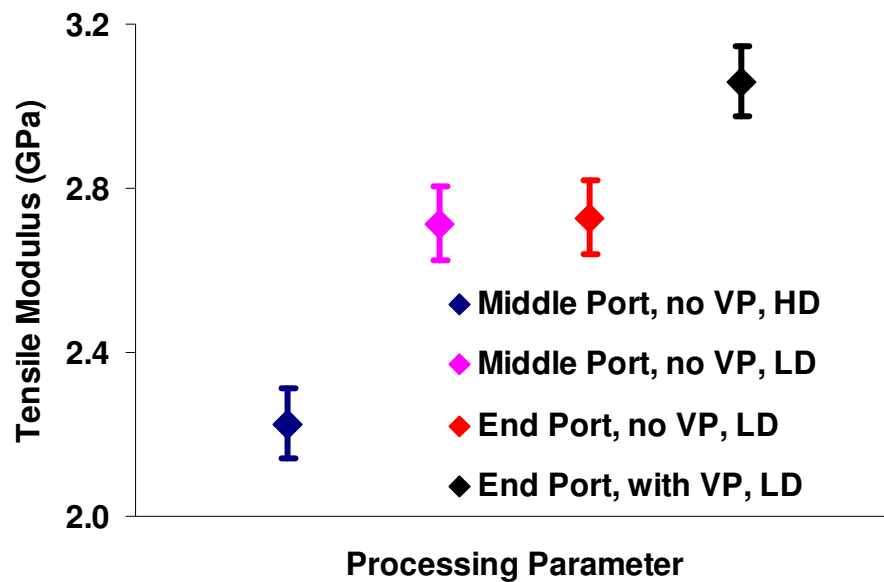 3.2
2.8
2.4
2.0
Tensile Modulus (GPa)
Middle Port, no VP, HD
Middle Port, no VP, LD
End Port, no VP, LD
End Port, with VP, LD
Processing Parameter